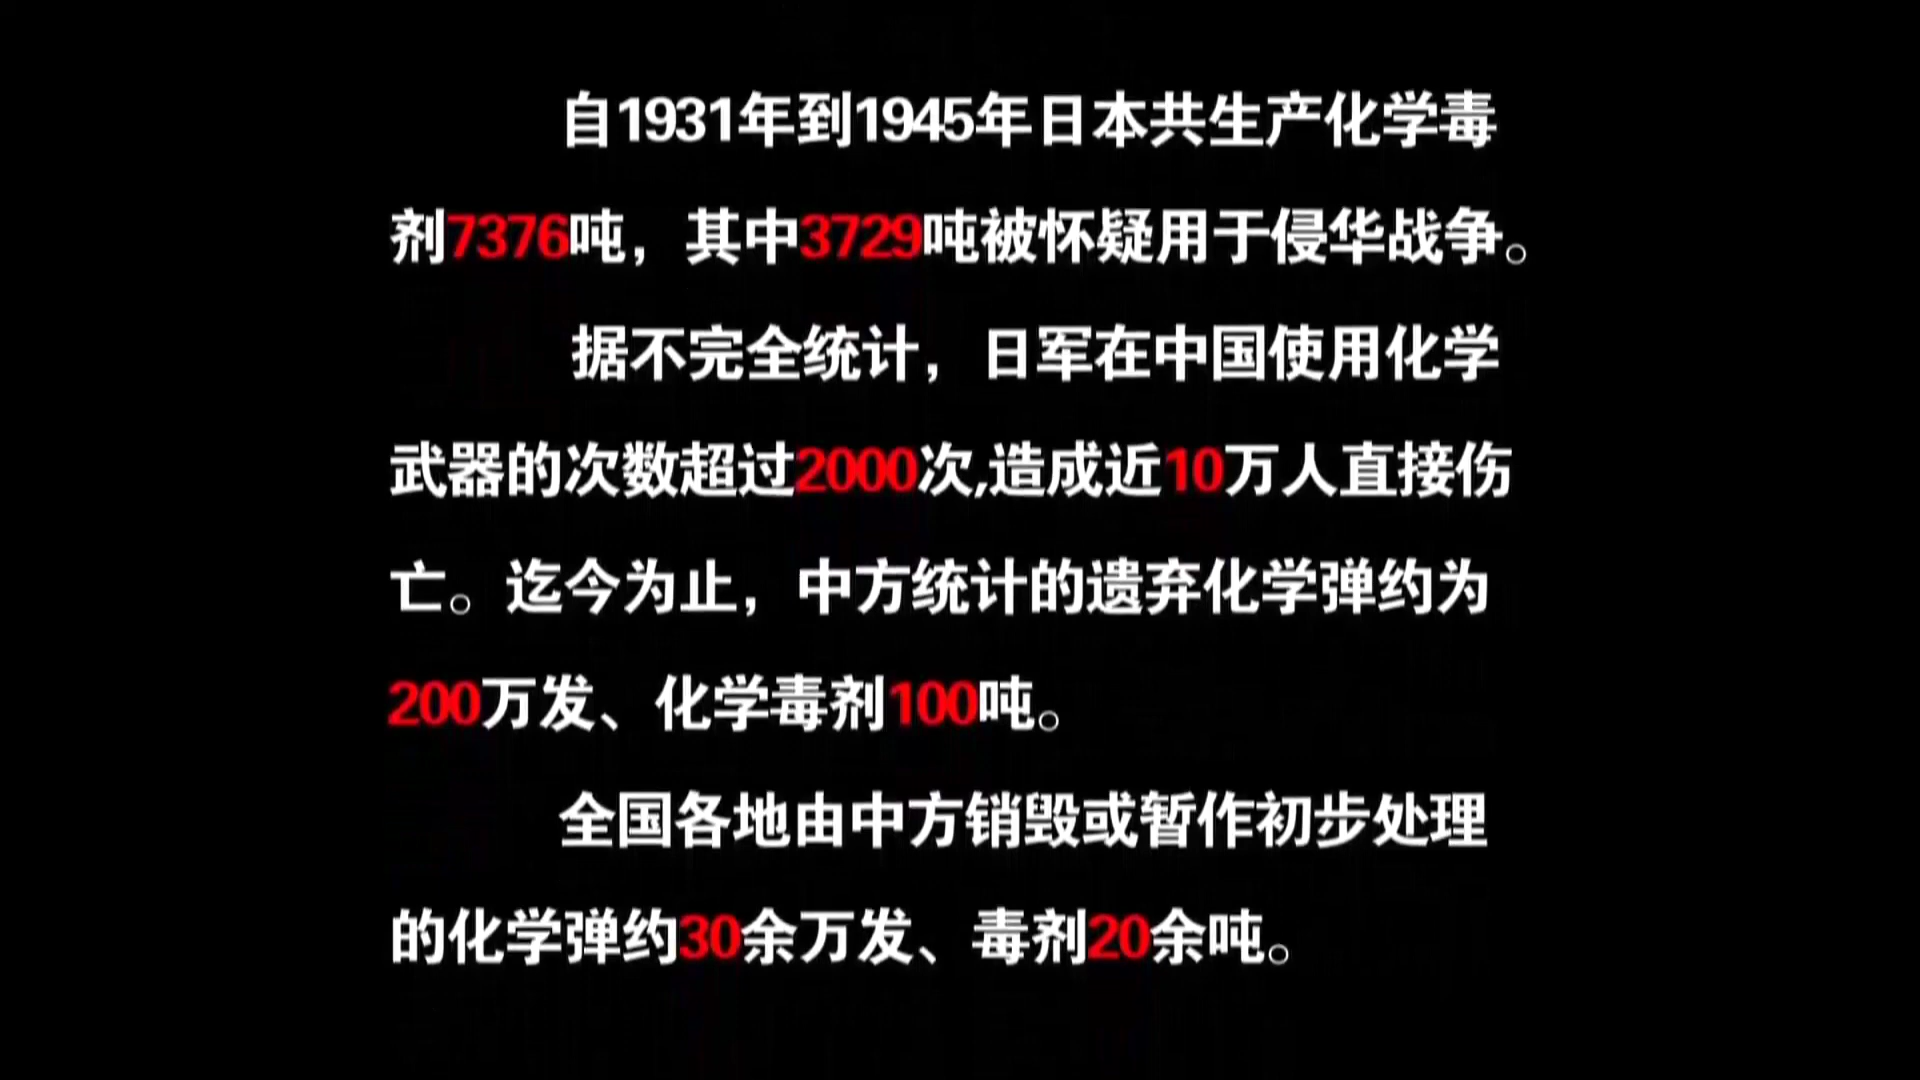 自1931年到1945年日本共生产化学毒
剂7376吨，其中3729吨被怀疑用于侵华战争。
据不完全统计，日军在中国使用化学
武器的次数超过2000次,造成近10万人直接伤
亡。迄今为止，中方统计的遗弃化学弹约为
200万发、化学毒剂100吨。
全国各地由中方销毁或暂作初步处理
的化学弹约30余万发、毒剂20余吨。